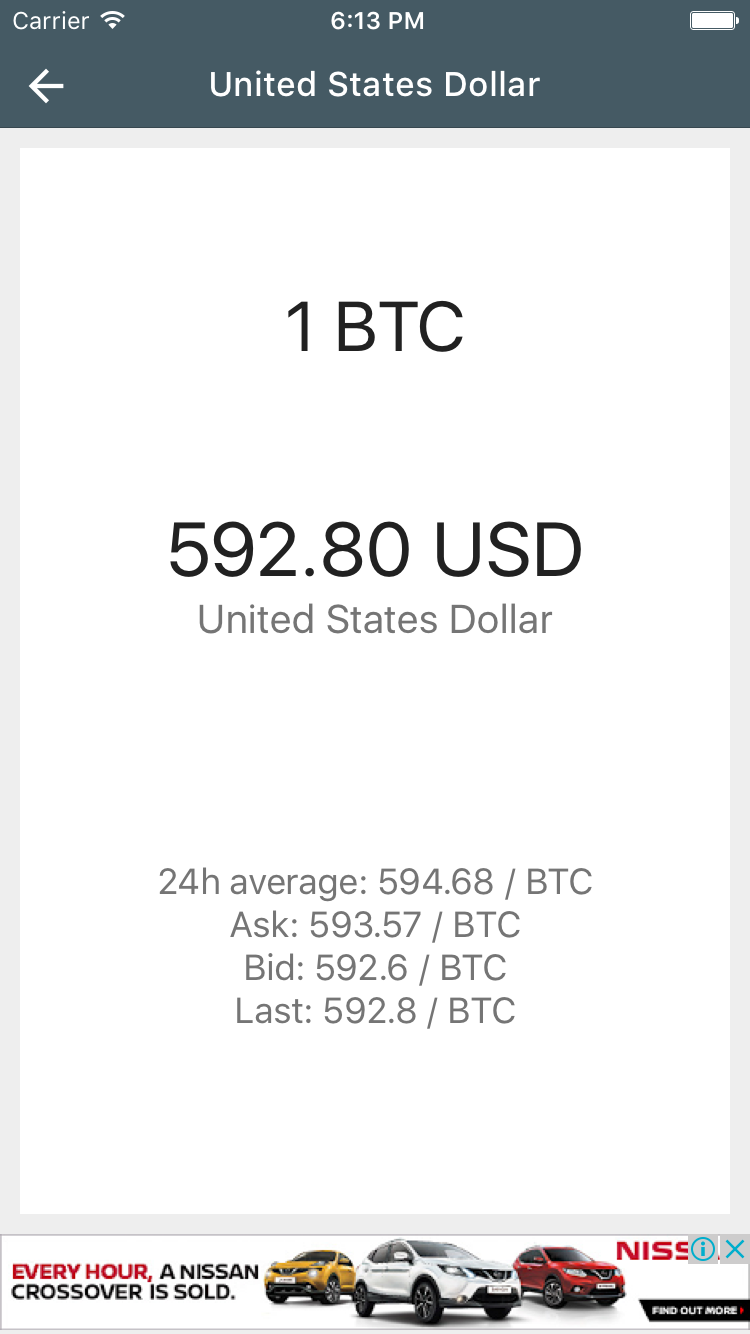 Carrier 6:13 PM
United States Dollar
1 BTC
592.80 USD
United States Dollar
24h average: 594.68 / BTC
Ask: 593.57 / BTC
Bid: 592.6 / BTC
Last: 592.8 / BTC
EVERY HOUR, A NISSAN
CROSSOVER IS SOLD.
NISS
FIND OUT MORE